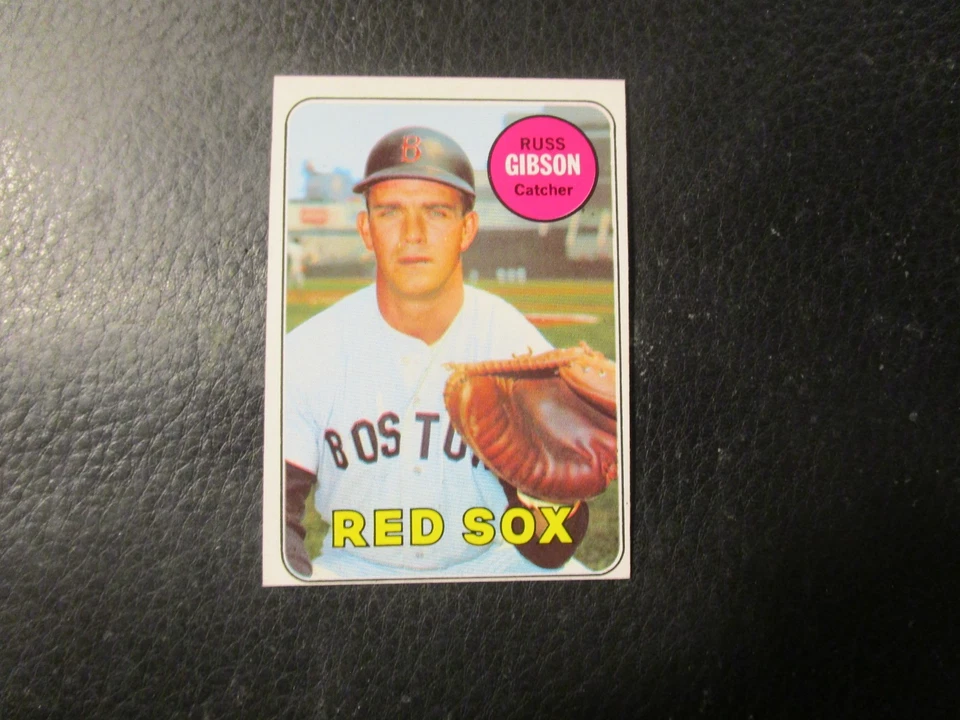 B
RUSS
GIBSON
Catcher
BOSTON
RED SOX